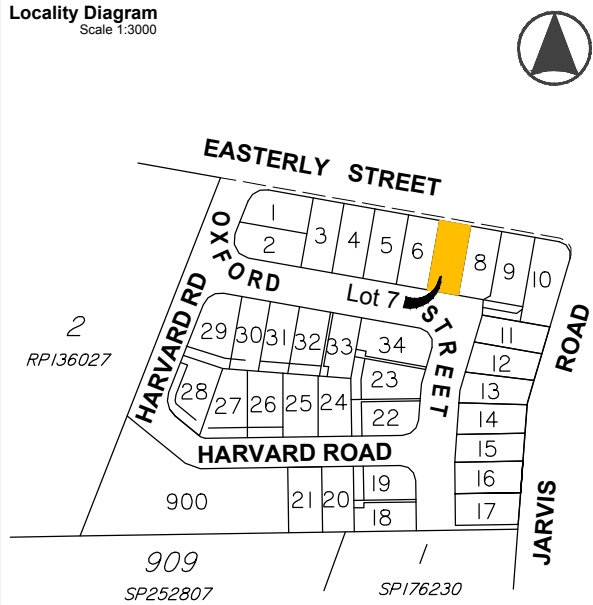 Locality Diagram
Scale 1:3000
EASTERLY STREET
OXFORD
STREET
HARVARD RD
1
2
3
4
5
6
8
9
10
Lot 7
ROAD
2
RP136027
29
30
31
32
33
34
11
12
13
14
15
16
17
28
27
26
25
24
23
22
HARVARD ROAD
900
21
20
19
18
JARVIS
909
SP252807
1
SP176230